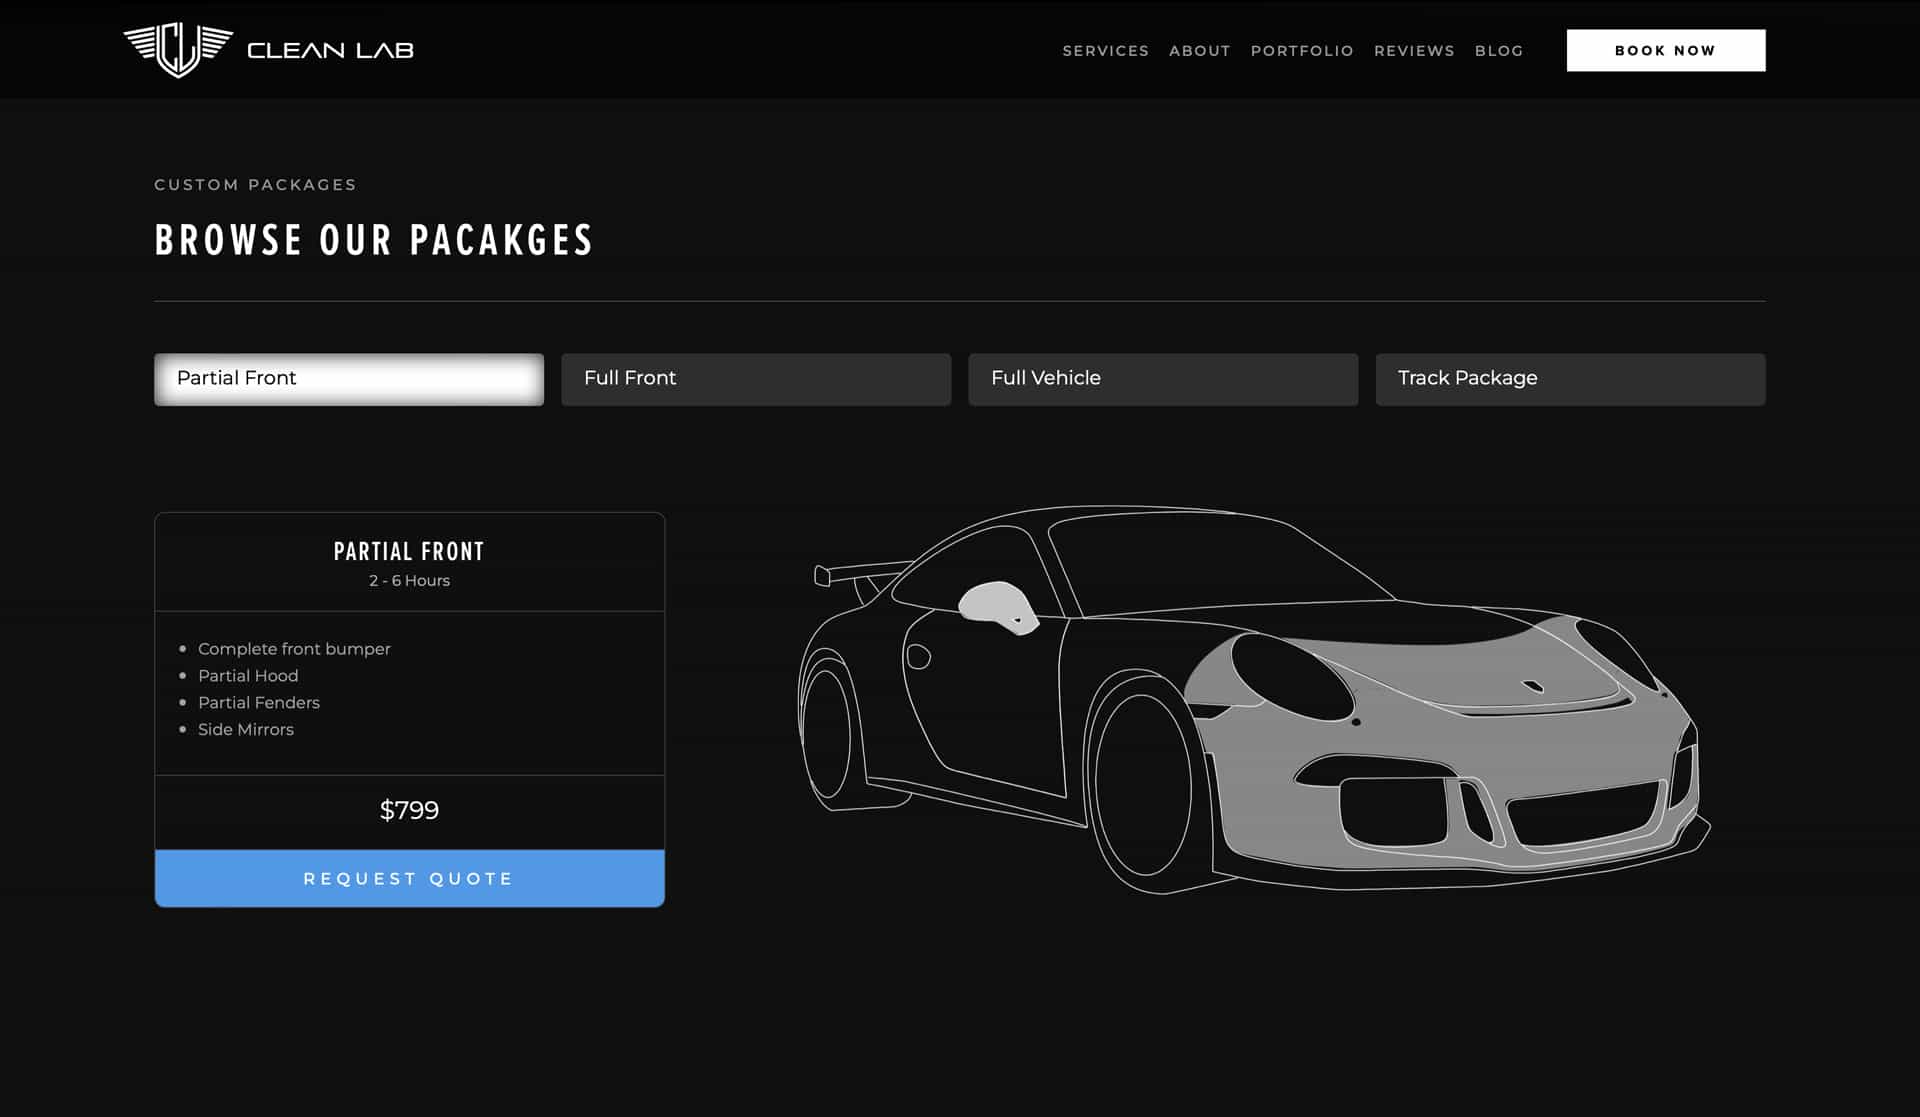 CLEAN LAB
SERVICES ABOUT PORTFOLIO REVIEWS BLOG BOOK NOW
CUSTOM PACKAGES
BROWSE OUR PACAKGES
Partial Front Full Front Full Vehicle Track Package
PARTIAL FRONT
2 - 6 Hours
• Complete front bumper
• Partial Hood
• Partial Fenders
• Side Mirrors
$799
REQUEST QUOTE